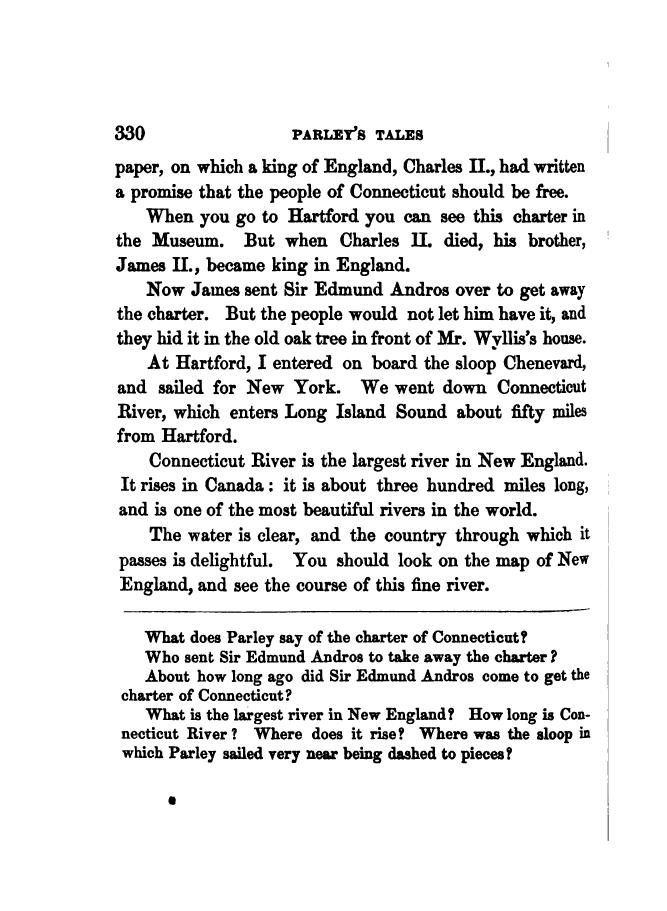 330 PARLEY'S TALES
paper, on which a king of England, Charles II., had written
a promise that the people of Connecticut should be free.
When you go to Hartford you can see this charter in
the Museum. But when Charles II. died, his brother,
James II., became king in England.
Now James sent Sir Edmund Andros over to get away
the charter. But the people would not let him have it, and
they hid it in the old oak tree in front of Mr. Wyllis's house.
At Hartford, I entered on board the sloop Chenevard,
and sailed for New York. We went down Connecticut
River, which enters Long Island Sound about fifty miles
from Hartford.
Connecticut River is the largest river in New England.
It rises in Canada: it is about three hundred miles long,
and is one of the most beautiful rivers in the world.
The water is clear, and the country through which it
passes is delightful. You should look on the map of New
England, and see the course of this fine river.
What does Parley say of the charter of Connecticut?
Who sent Sir Edmund Andros to take away the charter?
About how long ago did Sir Edmund Andros come to get the
charter of Connecticut?
What is the largest river in New England? How long is Con-
necticut River? Where does it rise? Where was the sloop in
which Parley sailed very near being dashed to pieces?